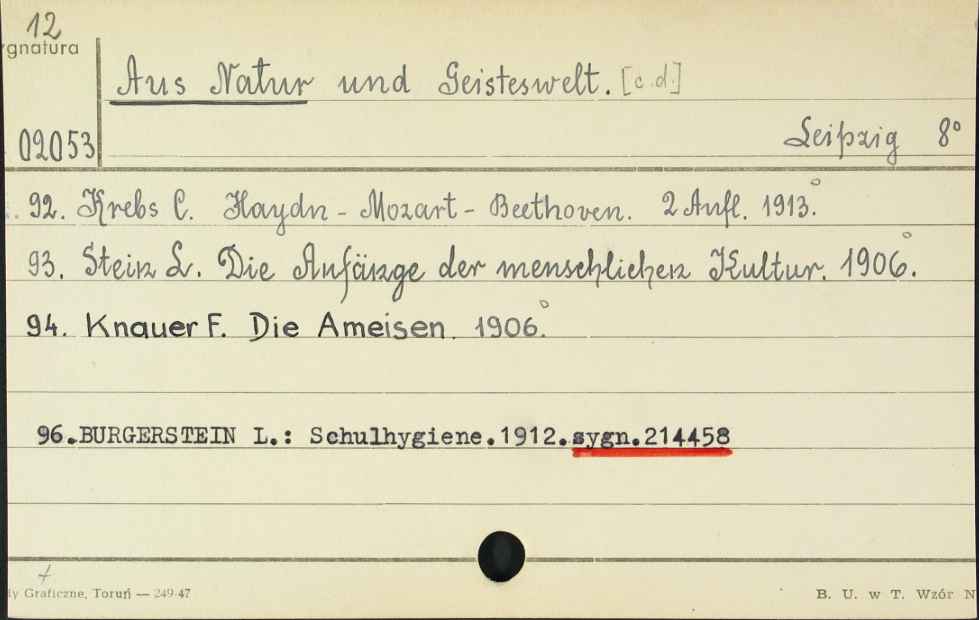 12
ygnatura
Aus Natur und Geisteswelt. [c.d.]
02053
Leipzig 8°
92. Krebs C. Haydn - Mozart - Beethoven. 2 Aufl. 1913.°
93. Stein L. Die Anfänge der menschlichen Kultur. 1906.°
94. Knauer F. Die Ameisen. 1906.°
96.BURGERSTEIN L.: Schulhygiene.1912.sygn.214458
+
dy Graficzne, Toruń — 249-47
B. U. w T. Wzór N